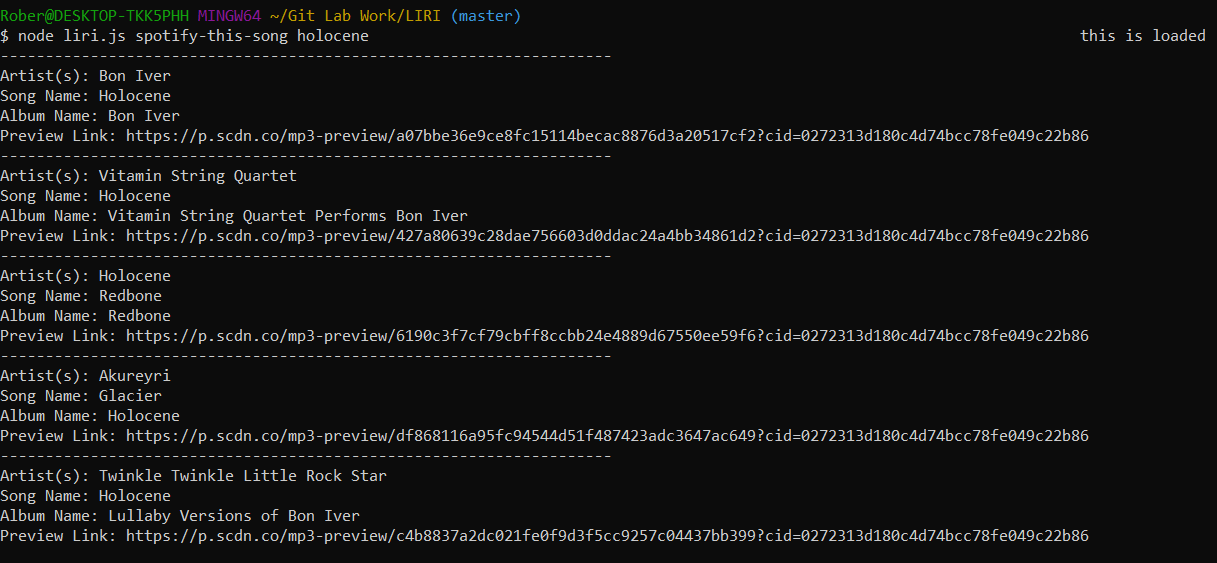 Rober@DESKTOP-TKK5PHH MINGW64 ~/Git Lab Work/LIRI (master)
$ node liri.js spotify-this-song holocene this is loaded
--------------------------------------------------------------------
Artist(s): Bon Iver
Song Name: Holocene
Album Name: Bon Iver
Preview Link: https://p.scdn.co/mp3-preview/a07bbe36e9ce8fc15114becac8876d3a20517cf2?cid=0272313d180c4d74bcc78fe049c22b86
--------------------------------------------------------------------
Artist(s): Vitamin String Quartet
Song Name: Holocene
Album Name: Vitamin String Quartet Performs Bon Iver
Preview Link: https://p.scdn.co/mp3-preview/427a80639c28dae756603d0ddac24a4bb34861d2?cid=0272313d180c4d74bcc78fe049c22b86
--------------------------------------------------------------------
Artist(s): Holocene
Song Name: Redbone
Album Name: Redbone
Preview Link: https://p.scdn.co/mp3-preview/6190c3f7cf79cbff8ccbb24e4889d67550ee59f6?cid=0272313d180c4d74bcc78fe049c22b86
--------------------------------------------------------------------
Artist(s): Akureyri
Song Name: Glacier
Album Name: Holocene
Preview Link: https://p.scdn.co/mp3-preview/df868116a95fc94544d51f487423adc3647ac649?cid=0272313d180c4d74bcc78fe049c22b86
--------------------------------------------------------------------
Artist(s): Twinkle Twinkle Little Rock Star
Song Name: Holocene
Album Name: Lullaby Versions of Bon Iver
Preview Link: https://p.scdn.co/mp3-preview/c4b8837a2dc021fe0f9d3f5cc9257c04437bb399?cid=0272313d180c4d74bcc78fe049c22b86